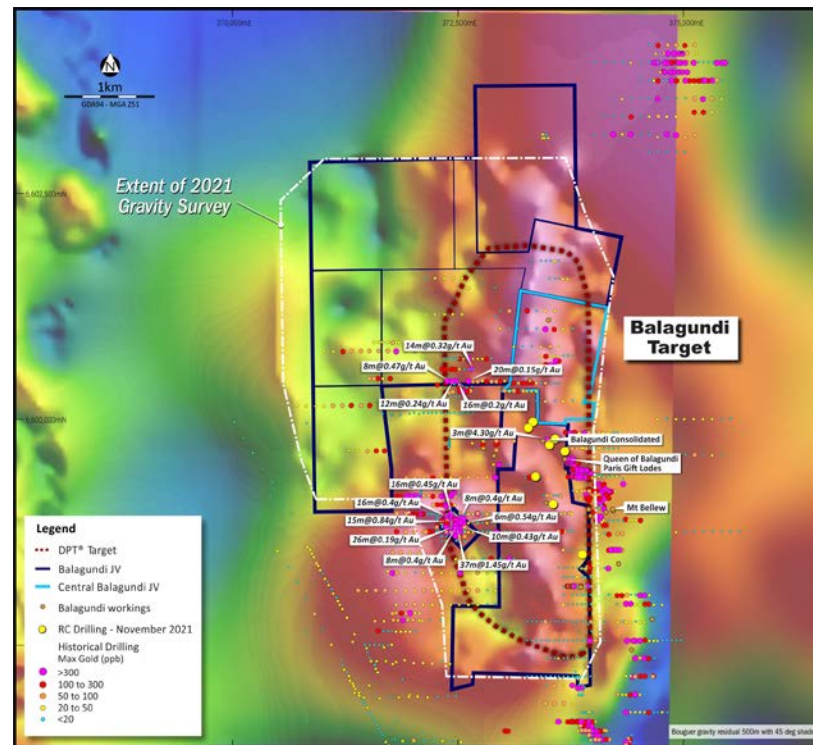 370,000mE
372,500mE
375,000mE
1km
GDA94 - MGA Z51
6,602,500mN
Extent of 2021
Gravity Survey
Balagundi
Target
14m@0.32g/t Au
8m@0.47g/t Au
20m@0.15g/t Au
12m@0.24g/t Au
16m@0.2g/t Au
6,600,000mN
3m@4.30g/t Au
Balagundi Consolidated
Queen of Balagundi
Paris Gift Lodes
16m@0.45g/t Au
8m@0.4g/t Au
16m@0.4g/t Au
Mt Bellew
15m@0.84g/t Au
6m@0.54g/t Au
26m@0.19g/t Au
10m@0.43g/t Au
8m@0.4g/t Au
37m@1.45g/t Au
Legend
DPT® Target
Balagundi JV
Central Balagundi JV
Balagundi workings
RC Drilling - November 2021
Historical Drilling
Max Gold (ppb)
>300
100 to 300
50 to 100
20 to 50
<20
Bouguer gravity residual 500m with 45 deg shade